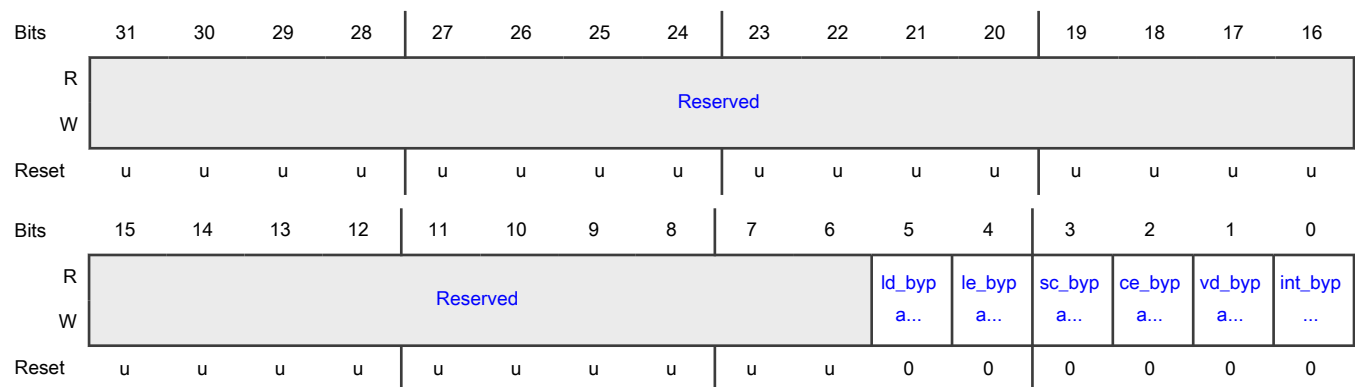 Bits 31 30 29 28 27 26 25 24 23 22 21 20 19 18 17 16
R
Reserved
W
Reset u u u u u u u u u u u u u u u u
Bits 15 14 13 12 11 10 9 8 7 6 5 4 3 2 1 0
R ld_byp le_byp sc_byp ce_byp vd_byp int_byp
Reserved
W a... a... a... a... a... ...
Reset u u u u u u u u u u 0 0 0 0 0 0